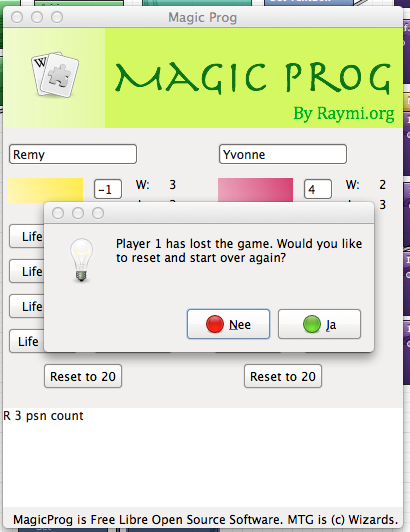 Magic Prog
W
MAGIC PROG
By Raymi.org
Remy
Yvonne
-1
W:
3
4
W:
2
3
3
Player 1 has lost the game. Would you like
to reset and start over again?
Life
Life
Life
Life
Nee
Ja
Reset to 20
Reset to 20
R 3 psn count
MagicProg is Free Libre Open Source Software. MTG is (c) Wizards.